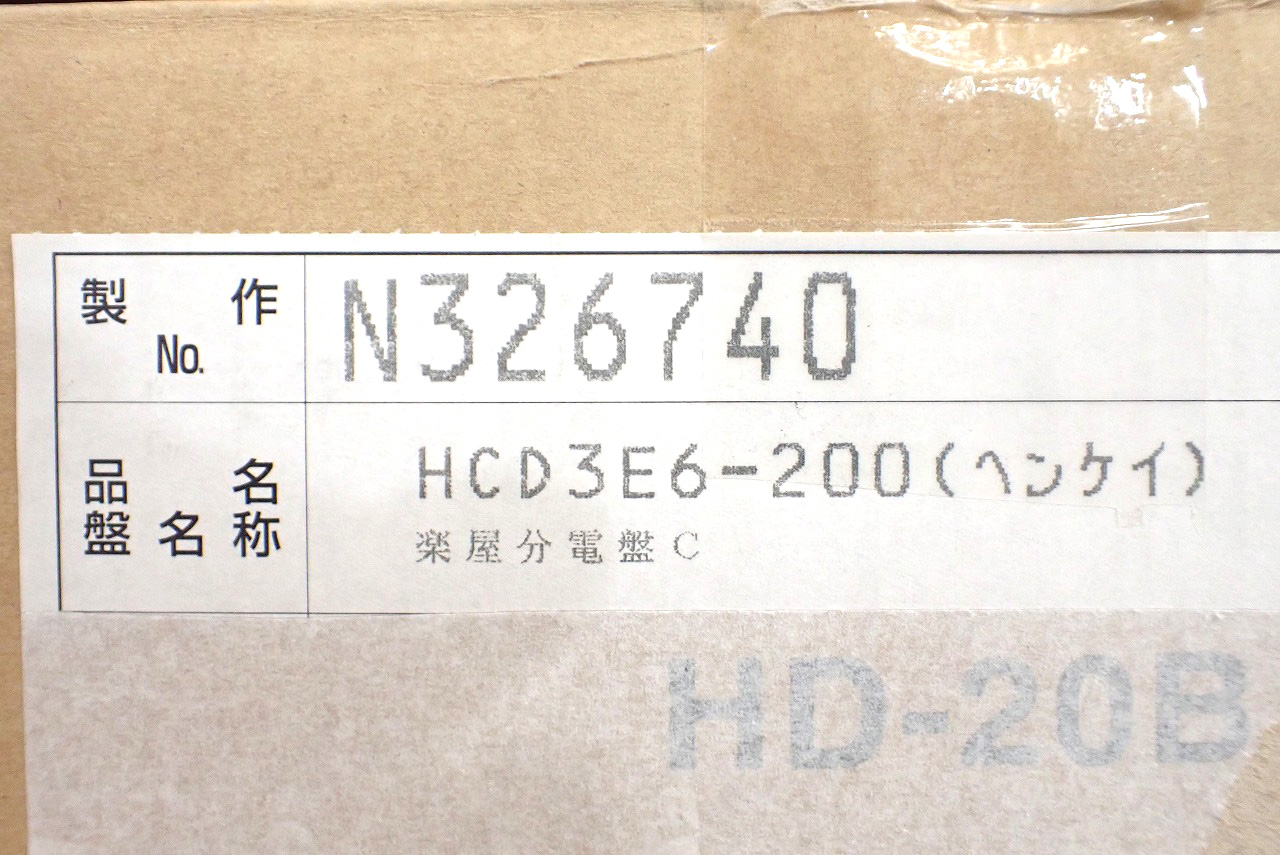 製作
No.
N326740
品名
盤名称
HCD3E6-200(ヘンケイ)
楽屋分電盤C
HD-20B